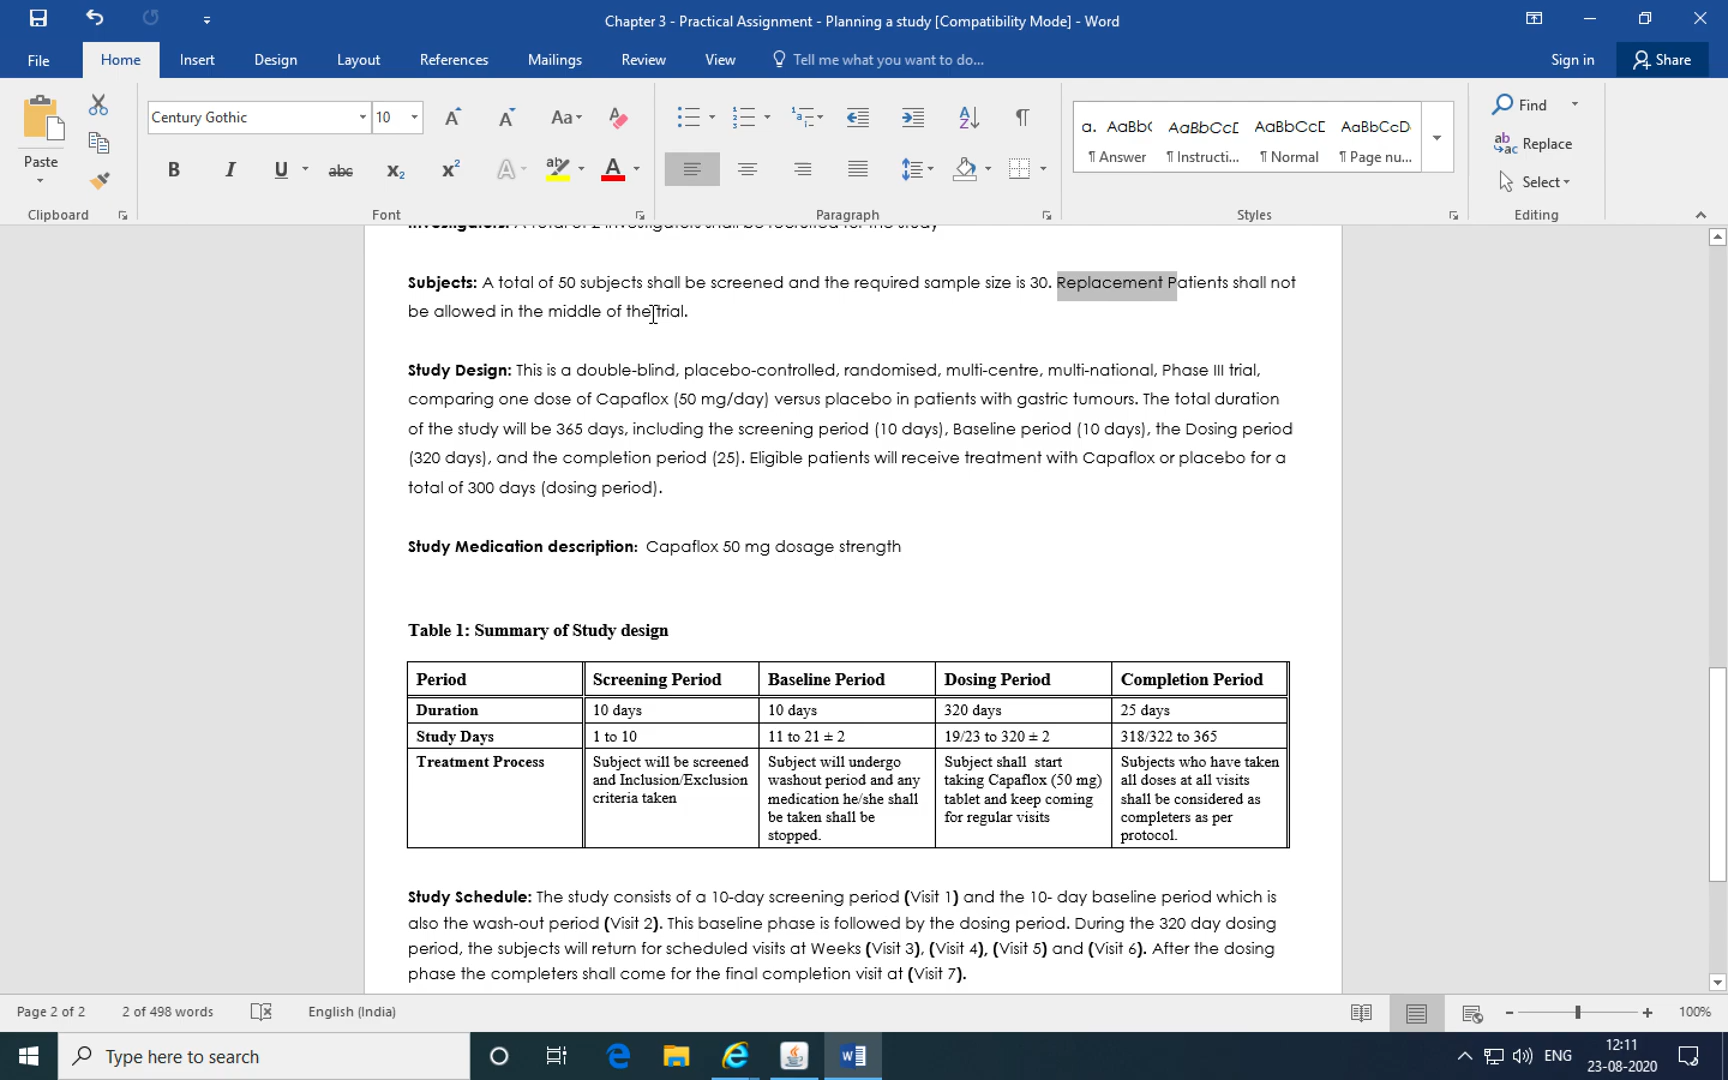 Chapter 3 - Practical Assignment - Planning a study [Compatibility Mode] - Word
File Home Insert Design Layout References Mailings Review View Tell me what you want to do... Sign in Share
Paste
Clipboard
Century Gothic 10
Font
Paragraph
a. AaBb( AaBbCcD AaBbCcD AaBbCcD
¶ Answer ¶ Instructi... ¶ Normal ¶ Page nu...
Styles
Find
Replace
Select
Editing
Investigators: A total of 2 investigators shall be recruited for the study
Subjects: A total of 50 subjects shall be screened and the required sample size is 30. Replacement Patients shall not
be allowed in the middle of the trial.
Study Design: This is a double-blind, placebo-controlled, randomised, multi-centre, multi-national, Phase III trial,
comparing one dose of Capaflox (50 mg/day) versus placebo in patients with gastric tumours. The total duration
of the study will be 365 days, including the screening period (10 days), Baseline period (10 days), the Dosing period
(320 days), and the completion period (25). Eligible patients will receive treatment with Capaflox or placebo for a
total of 300 days (dosing period).
Study Medication description: Capaflox 50 mg dosage strength
Table 1: Summary of Study design
Period Screening Period Baseline Period Dosing Period Completion Period
Duration 10 days 10 days 320 days 25 days
Study Days 1 to 10 11 to 21 ± 2 19/23 to 320 ± 2 318/322 to 365
Treatment Process Subject will be screened Subject will undergo Subject shall start Subjects who have taken
and Inclusion/Exclusion washout period and any taking Capaflox (50 mg) all doses at all visits
criteria taken medication he/she shall tablet and keep coming shall be considered as
be taken shall be for regular visits completers as per
stopped. protocol.
Study Schedule: The study consists of a 10-day screening period (Visit 1) and the 10- day baseline period which is
also the wash-out period (Visit 2). This baseline phase is followed by the dosing period. During the 320 day dosing
period, the subjects will return for scheduled visits at Weeks (Visit 3), (Visit 4), (Visit 5) and (Visit 6). After the dosing
phase the completers shall come for the final completion visit at (Visit 7).
Page 2 of 2 2 of 498 words English (India) 100%
Type here to search
ENG
12:11
23-08-2020